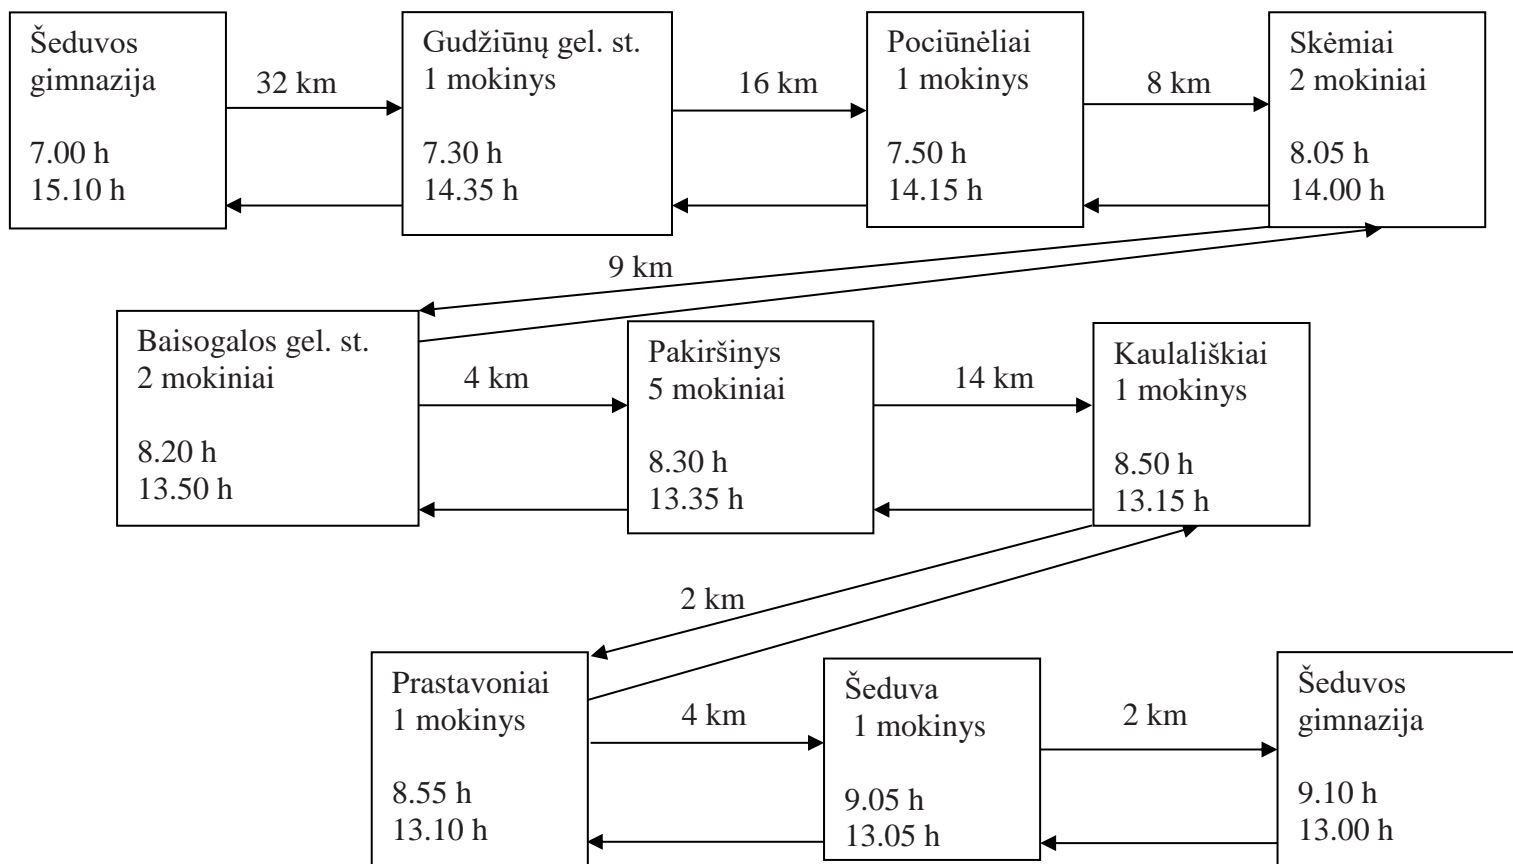 Šeduvos
gimnazija
7.00 h
15.10 h
32 km
Gudžiūnų gel. st.
1 mokinys
7.30 h
14.35 h
16 km
Pociūnėliai
1 mokinys
7.50 h
14.15 h
8 km
Skėmiai
2 mokiniai
8.05 h
14.00 h
9 km
Baisogalos gel. st.
2 mokiniai
8.20 h
13.50 h
4 km
Pakiršinys
5 mokiniai
8.30 h
13.35 h
14 km
Kaulališkiai
1 mokinys
8.50 h
13.15 h
2 km
Prastavoniai
1 mokinys
8.55 h
13.10 h
4 km
Šeduva
1 mokinys
9.05 h
13.05 h
2 km
Šeduvos
gimnazija
9.10 h
13.00 h